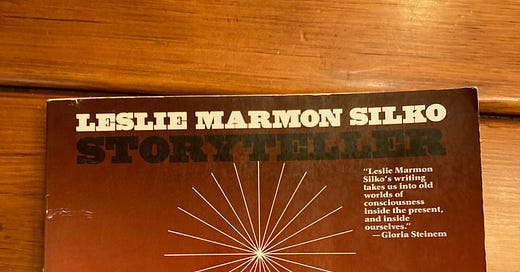 LESLIE MARMON SILKO
STORYTELLER
“Leslie Marmon
Silko’s writing
takes us into old
worlds of
consciousness
inside the present,
and inside
ourselves.”
—Gloria Steinem